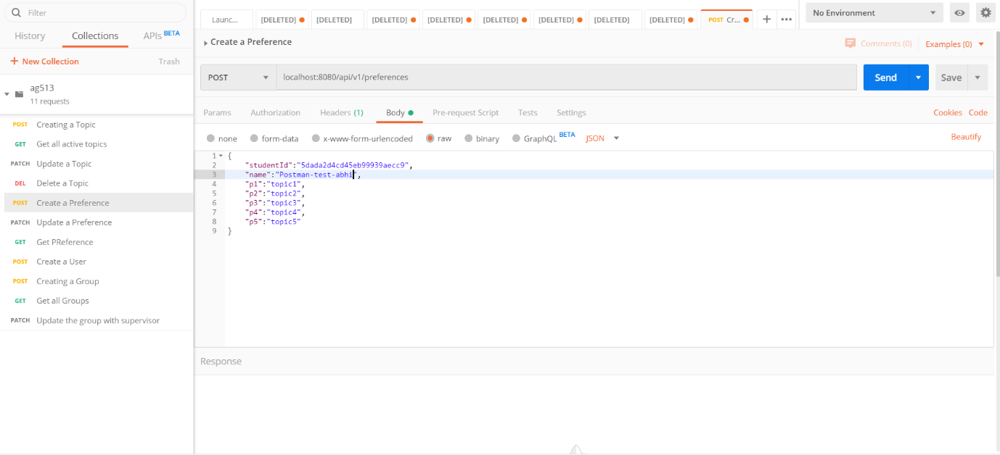 Filter
History Collections APIs BETA
+ New Collection Trash
ag513
11 requests
POST Creating a Topic
GET Get all active topics
PATCH Update a Topic
DEL Delete a Topic
POST Create a Preference
PATCH Update a Preference
GET Get PReference
POST Create a User
POST Creating a Group
GET Get all Groups
PATCH Update the group with supervisor
Launc... [DELETED] [DELETED] [DELETED] [DELETED] [DELETED] [DELETED] [DELETED] [DELETED] POST Cr... + •••
No Environment
Create a Preference
Comments (0) Examples (0)
POST localhost:8080/api/v1/preferences Send Save
Params Authorization Headers (1) Body Pre-request Script Tests Settings Cookies Code
none form-data x-www-form-urlencoded raw binary GraphQL BETA JSON Beautify
1 {
2 "studentId":"5dada2d4cd45eb99939aecc9",
3 "name":"Postman-test-abhi",
4 "p1":"topic1",
5 "p2":"topic2",
6 "p3":"topic3",
7 "p4":"topic4",
8 "p5":"topic5"
9 }
Response